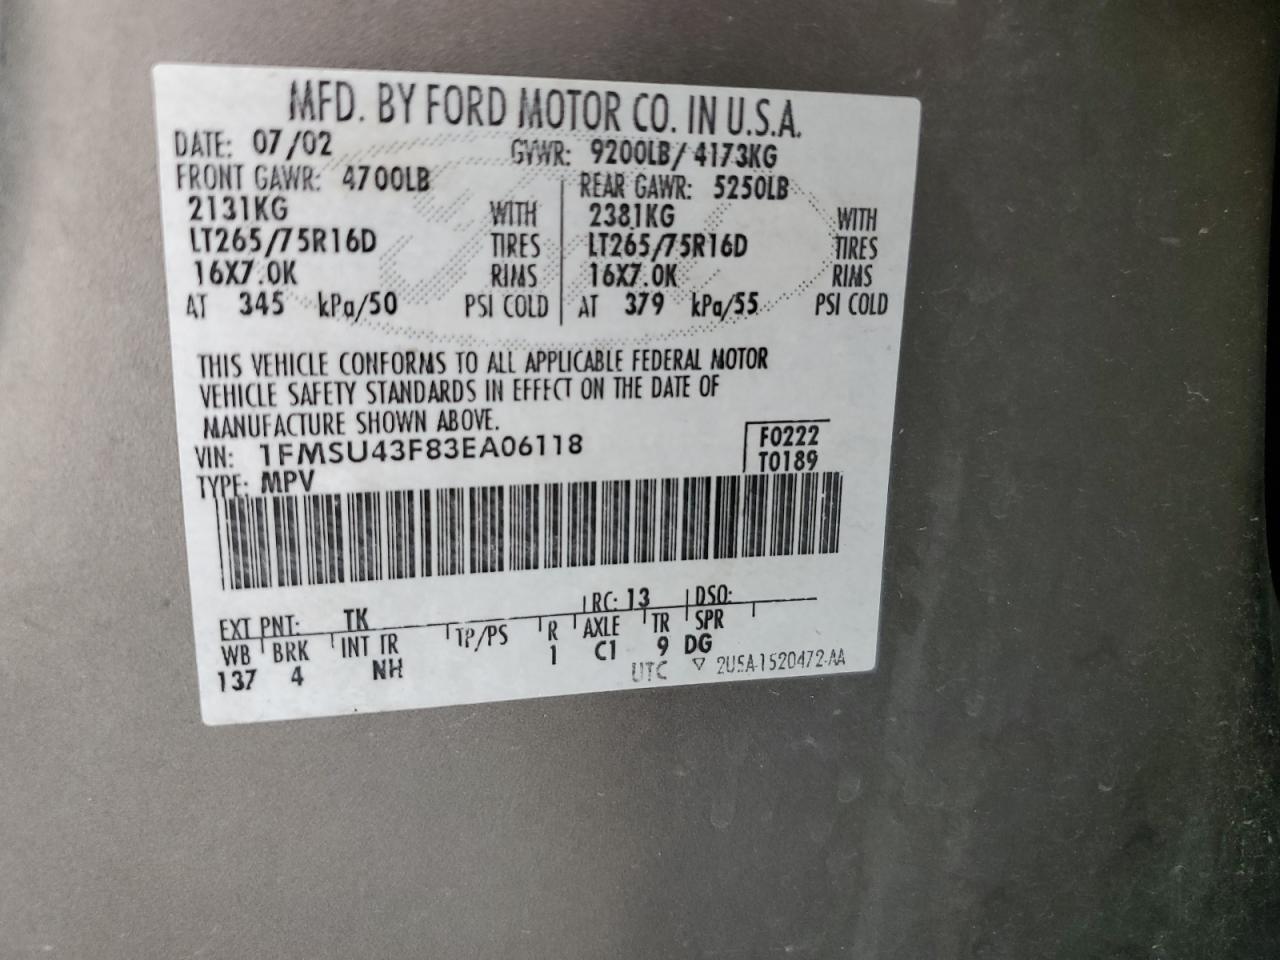 MFD. BY FORD MOTOR CO. IN U.S.A.
DATE: 07/02 GVWR: 9200LB/ 4173KG
FRONT GAWR: 4700LB REAR GAWR: 5250LB
2131KG WITH 2381KG WITH
LT265/75R16D TIRES LT265/75R16D TIRES
16X7.0K RIMS 16X7.0K RIMS
AT 345 kPa/50 PSI COLD AT 379 kPa/55 PSI COLD
THIS VEHICLE CONFORMS TO ALL APPLICABLE FEDERAL MOTOR
VEHICLE SAFETY STANDARDS IN EFFECT ON THE DATE OF
MANUFACTURE SHOWN ABOVE.
VIN: 1FMSU43F83EA06118 F0222
TYPE: MPV T0189
EXT PNT: TK RC: 13 DSO:
WB BRK INT TR TP/PS R AXLE TR SPR
137 4 NH 1 C1 9 DG
UTC ▽ 2U5A-1520472-AA